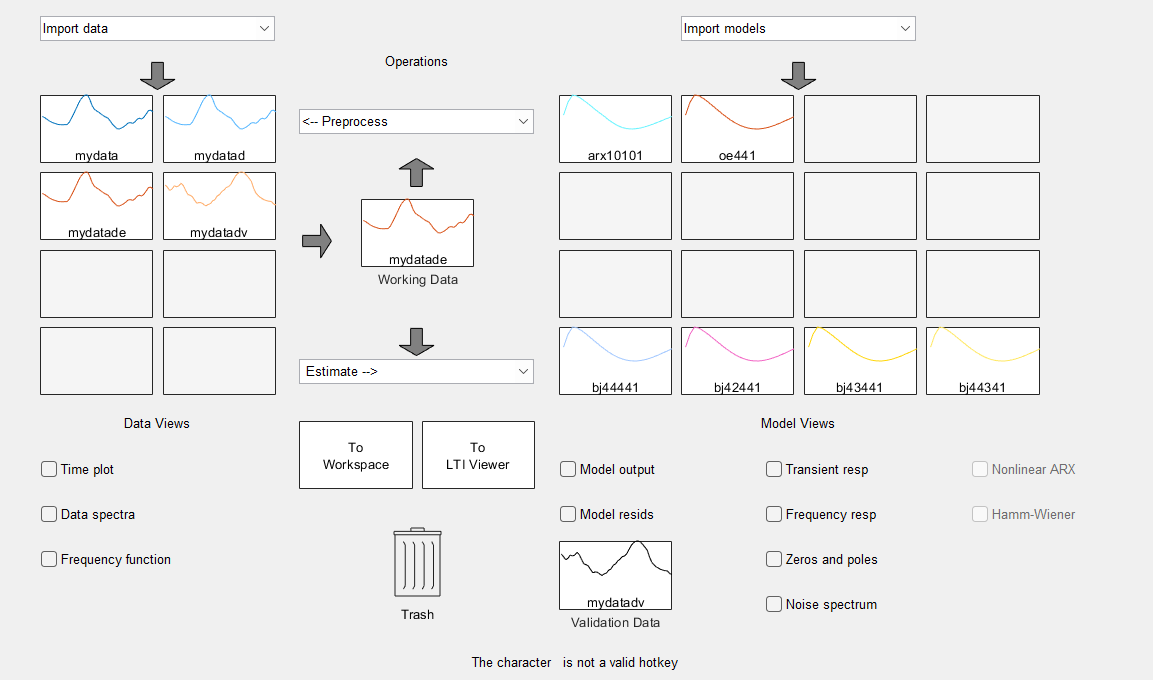 Import data
Import models
Operations
<-- Preprocess
mydata
mydatad
arx10101
oe441
mydatade
mydatadv
mydatade
Working Data
Estimate -->
bj44441
bj42441
bj43441
bj44341
Data Views
Model Views
To
Workspace
To
LTI Viewer
Time plot
Data spectra
Frequency function
Model output
Model resids
Transient resp
Frequency resp
Zeros and poles
Noise spectrum
Nonlinear ARX
Hamm-Wiener
Trash
mydatadv
Validation Data
The character   is not a valid hotkey